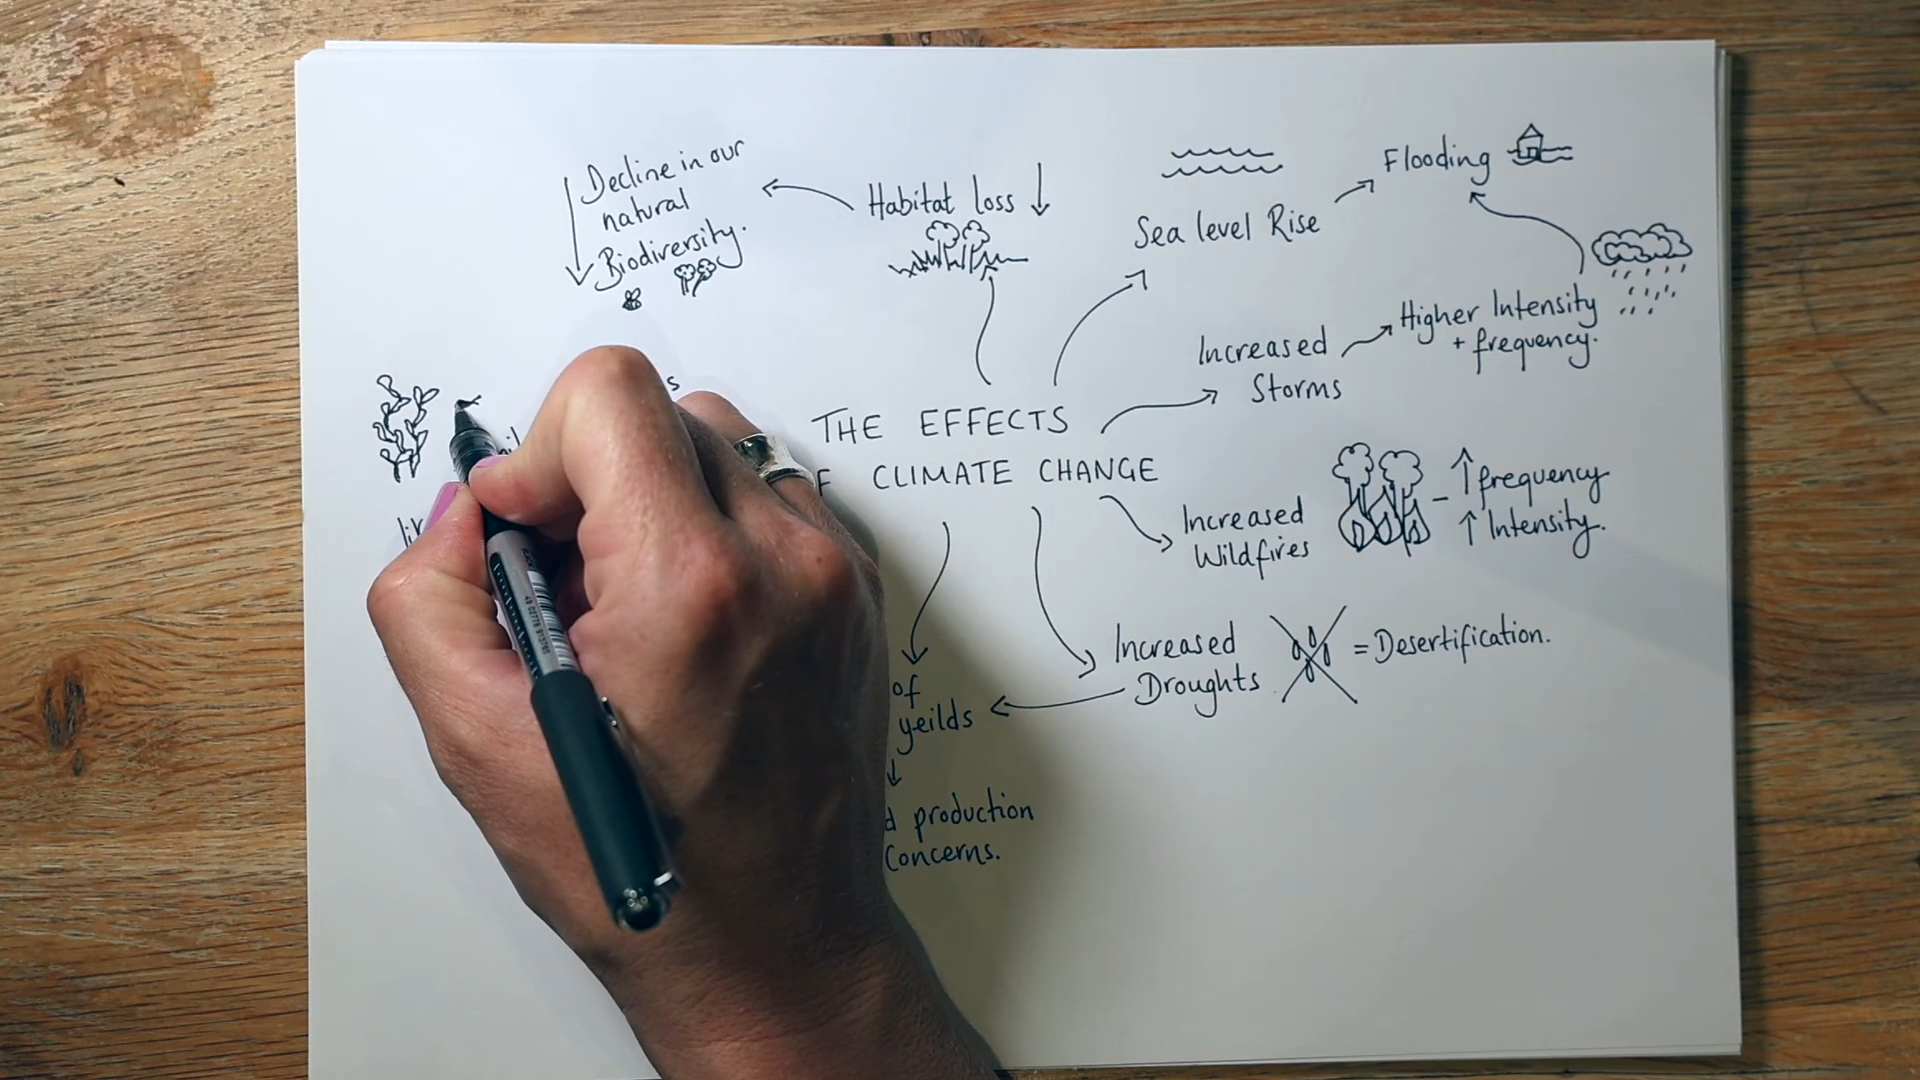 Decline in our
natural
Biodiversity.
Habitat loss
Sea level Rise
Flooding
Increased
Storms
Higher Intensity
+ frequency.
THE EFFECTS
CLIMATE CHANGE
Increased
Wildfires
- ↑ frequency
↑ Intensity.
Increased
Droughts
= Desertification.
of
yeilds
production
Concerns.